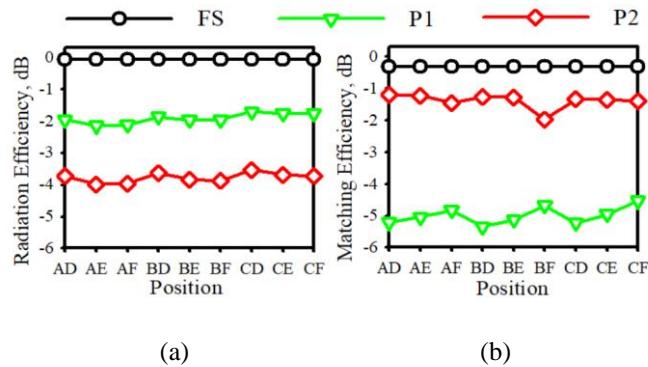 FS P1 P2
Radiation Efficiency, dB
0
-1
-2
-3
-4
-5
-6
AD AE AF BD BE BF CD CE CF
Position
(a)
Matching Efficiency, dB
0
-1
-2
-3
-4
-5
-6
AD AE AF BD BE BF CD CE CF
Position
(b)